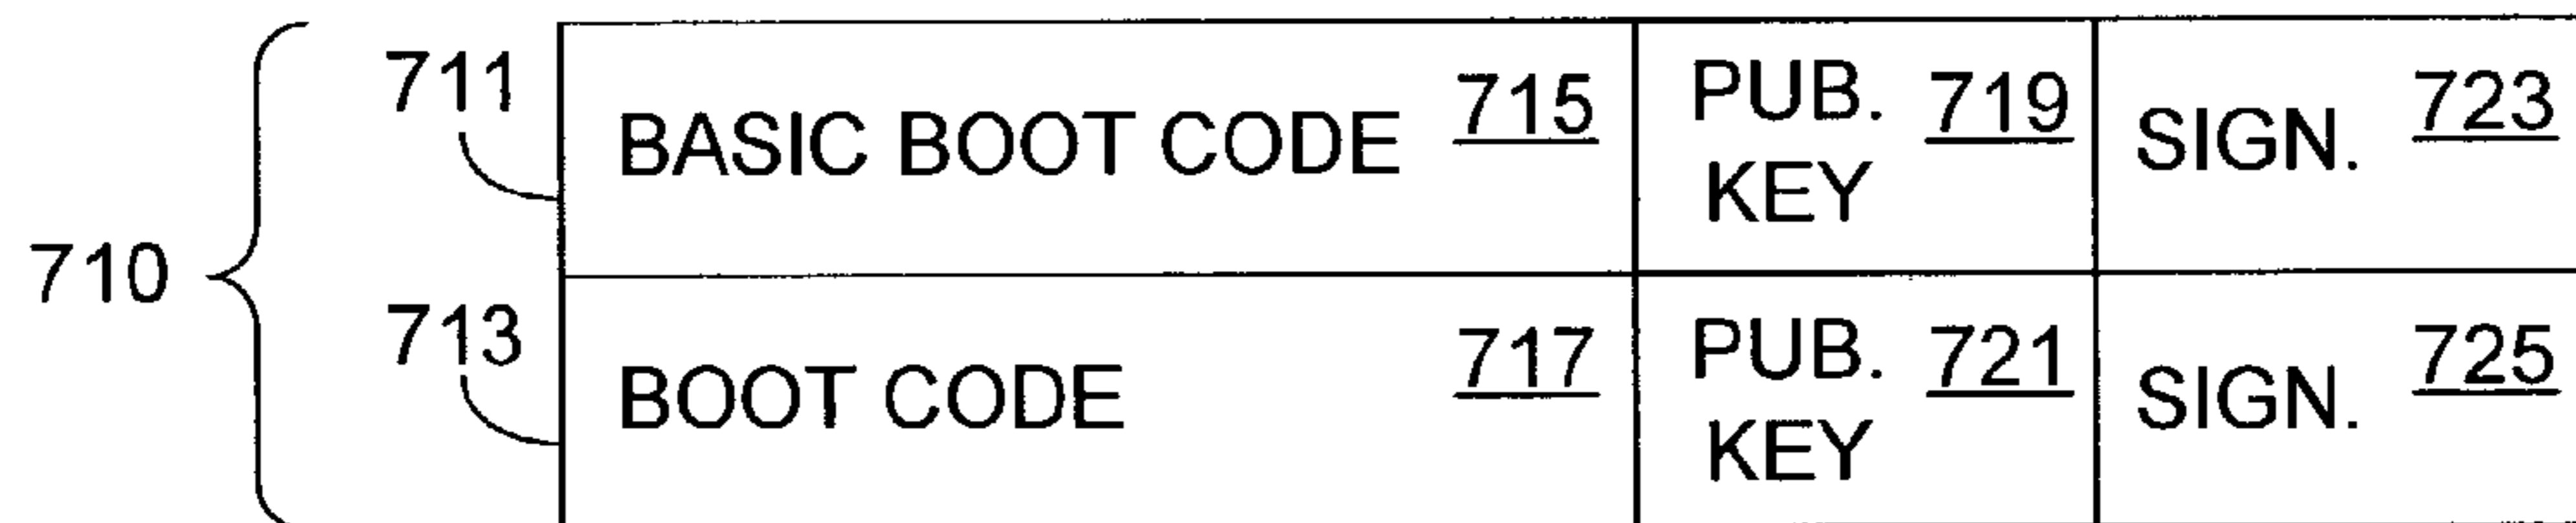 711 BASIC BOOT CODE 715 PUB. KEY 719 SIGN. 723
710
713 BOOT CODE 717 PUB. KEY 721 SIGN. 725